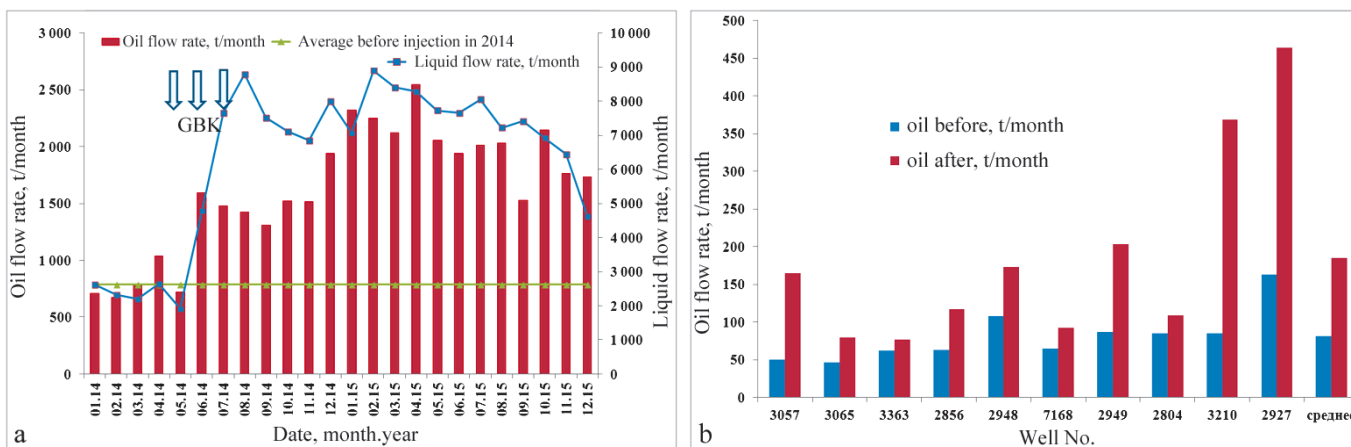 3 000
2 500
2 000
1 500
1 000
500
0
Oil flow rate, t/month
Oil flow rate, t/month
Average before injection in 2014
Liquid flow rate, t/month
GBK
10 000
9 000
8 000
7 000
6 000
5 000
4 000
3 000
2 000
1 000
0
Liquid flow rate, t/month
01.14 02.14 03.14 04.14 05.14 06.14 07.14 08.14 09.14 10.14 11.14 12.14 01.15 02.15 03.15 04.15 05.15 06.15 07.15 08.15 09.15 10.15 11.15 12.15
Date, month.year
a
500
450
400
350
300
250
200
150
100
50
0
Oil flow rate, t/month
oil before, t/month
oil after, t/month
3057 3065 3363 2856 2948 7168 2949 2804 3210 2927 среднее
Well No.
b